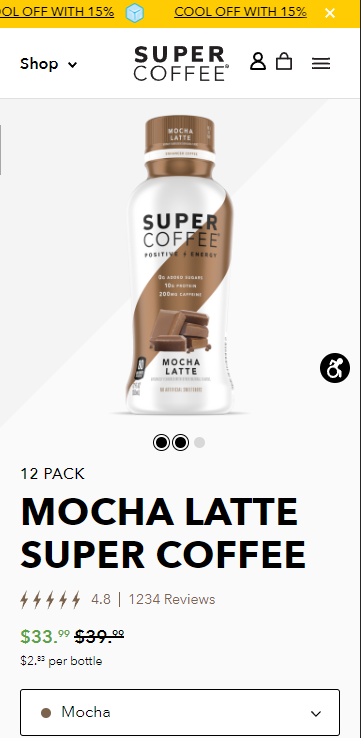 OOL OFF WITH 15% COOL OFF WITH 15%
Shop
SUPER
COFFEE
MOCHA
LATTE
SUPER
COFFEE
POSITIVE ENERGY
0g ADDED SUGARS
10g PROTEIN
200mg CAFFEINE
MOCHA
LATTE
12 PACK
MOCHA LATTE
SUPER COFFEE
4.8 | 1234 Reviews
$33.99 $39.99
$2.83 per bottle
Mocha